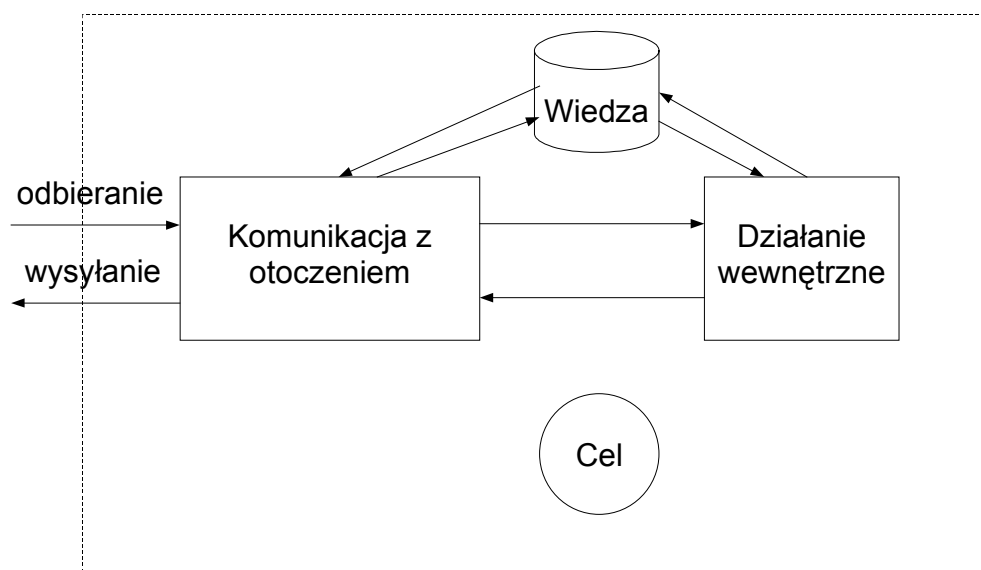 Wiedza
odbieranie
wysyłanie
Komunikacja z
otoczeniem
Działanie
wewnętrzne
Cel